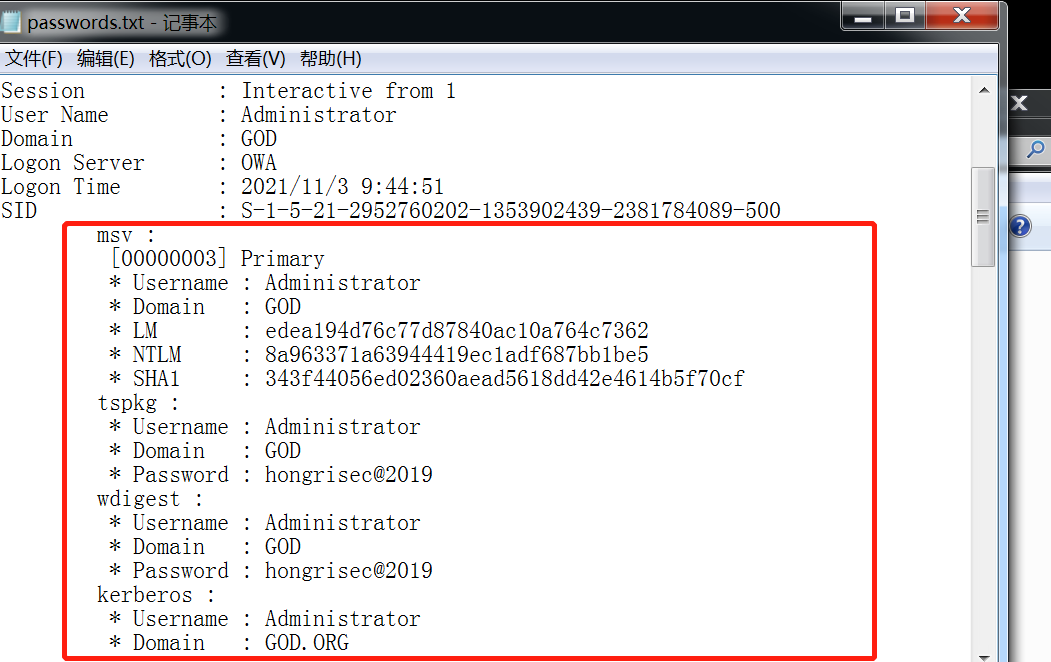 passwords.txt - 记事本
文件(F) 编辑(E) 格式(O) 查看(V) 帮助(H)
Session : Interactive from 1
User Name : Administrator
Domain : GOD
Logon Server : OWA
Logon Time : 2021/11/3 9:44:51
SID : S-1-5-21-2952760202-1353902439-2381784089-500
msv :
[00000003] Primary
* Username : Administrator
* Domain : GOD
* LM : edea194d76c77d87840ac10a764c7362
* NTLM : 8a963371a63944419ec1adf687bb1be5
* SHA1 : 343f44056ed02360aead5618dd42e4614b5f70cf
tspkg :
* Username : Administrator
* Domain : GOD
* Password : hongrisec@2019
wdigest :
* Username : Administrator
* Domain : GOD
* Password : hongrisec@2019
kerberos :
* Username : Administrator
* Domain : GOD.ORG